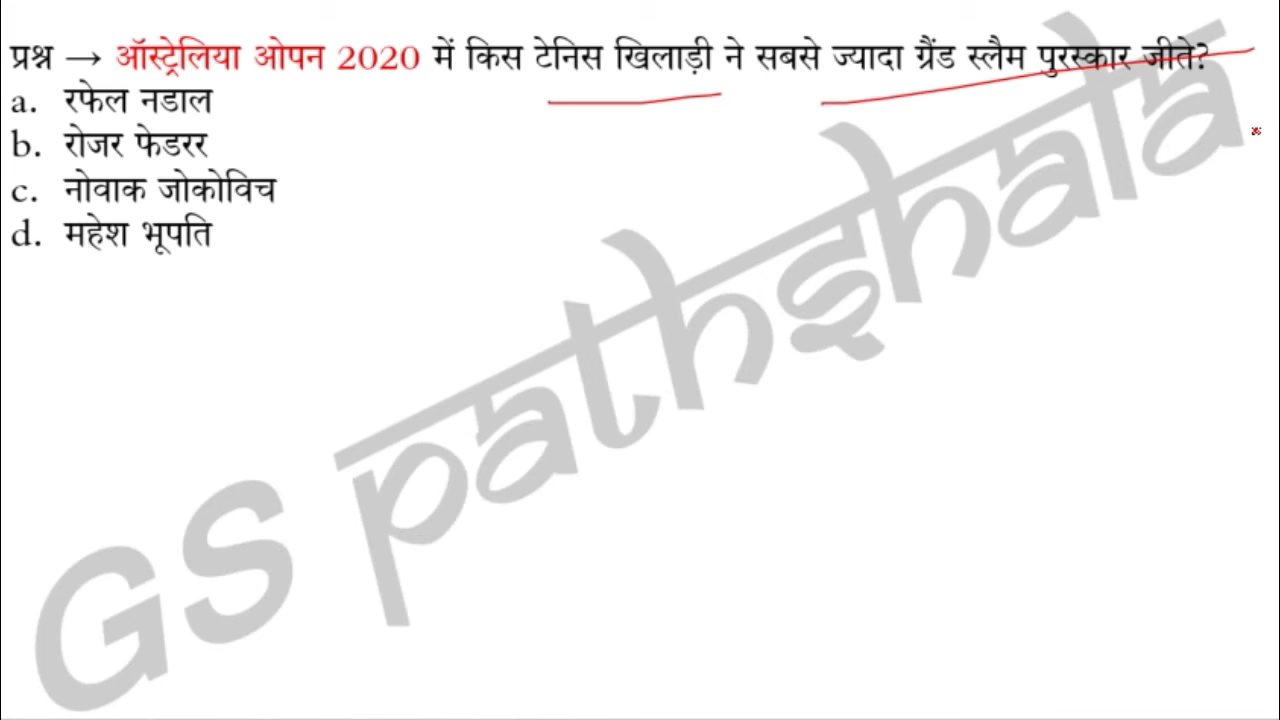 प्रश्न → ऑस्ट्रेलिया ओपन 2020 में किस टेनिस खिलाड़ी ने सबसे ज्यादा ग्रैंड स्लैम पुरस्कार जीते?
a. रफेल नडाल
b. रोजर फेडरर
c. नोवाक जोकोविच
d. महेश भूपति
GS pathshala